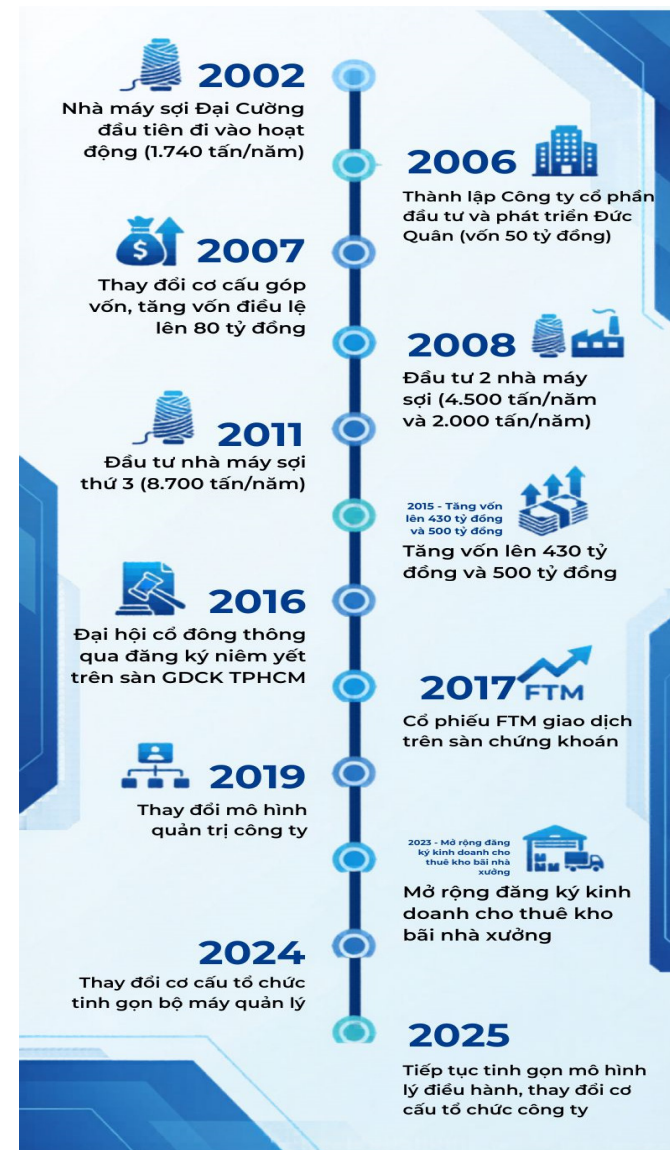 2002
Nhà máy sợi Đại Cường
đầu tiên đi vào hoạt
động (1.740 tấn/năm)
2006
Thành lập Công ty cổ phần
đầu tư và phát triển Đức
Quân (vốn 50 tỷ đồng)
$
2007
Thay đổi cơ cấu góp
vốn, tăng vốn điều lệ
lên 80 tỷ đồng
2008
Đầu tư 2 nhà máy
sợi (4.500 tấn/năm
và 2.000 tấn/năm)
2011
Đầu tư nhà máy sợi
thứ 3 (8.700 tấn/năm)
2015 - Tăng vốn
lên 430 tỷ đồng
và 500 tỷ đồng
Tăng vốn lên 430 tỷ
đồng và 500 tỷ đồng
2016
Đại hội cổ đông thông
qua đăng ký niêm yết
trên sàn GDCK TPHCM
2017
FTM
Cổ phiếu FTM giao dịch
trên sàn chứng khoán
2019
Thay đổi mô hình
quản trị công ty
2023 - Mở rộng đăng
ký kinh doanh cho
thuê kho bãi nhà
xưởng
Mở rộng đăng ký kinh
doanh cho thuê kho
bãi nhà xưởng
2024
Thay đổi cơ cấu tổ chức
tinh gọn bộ máy quản lý
2025
Tiếp tục tinh gọn mô hình
lý điều hành, thay đổi cơ
cấu tổ chức công ty